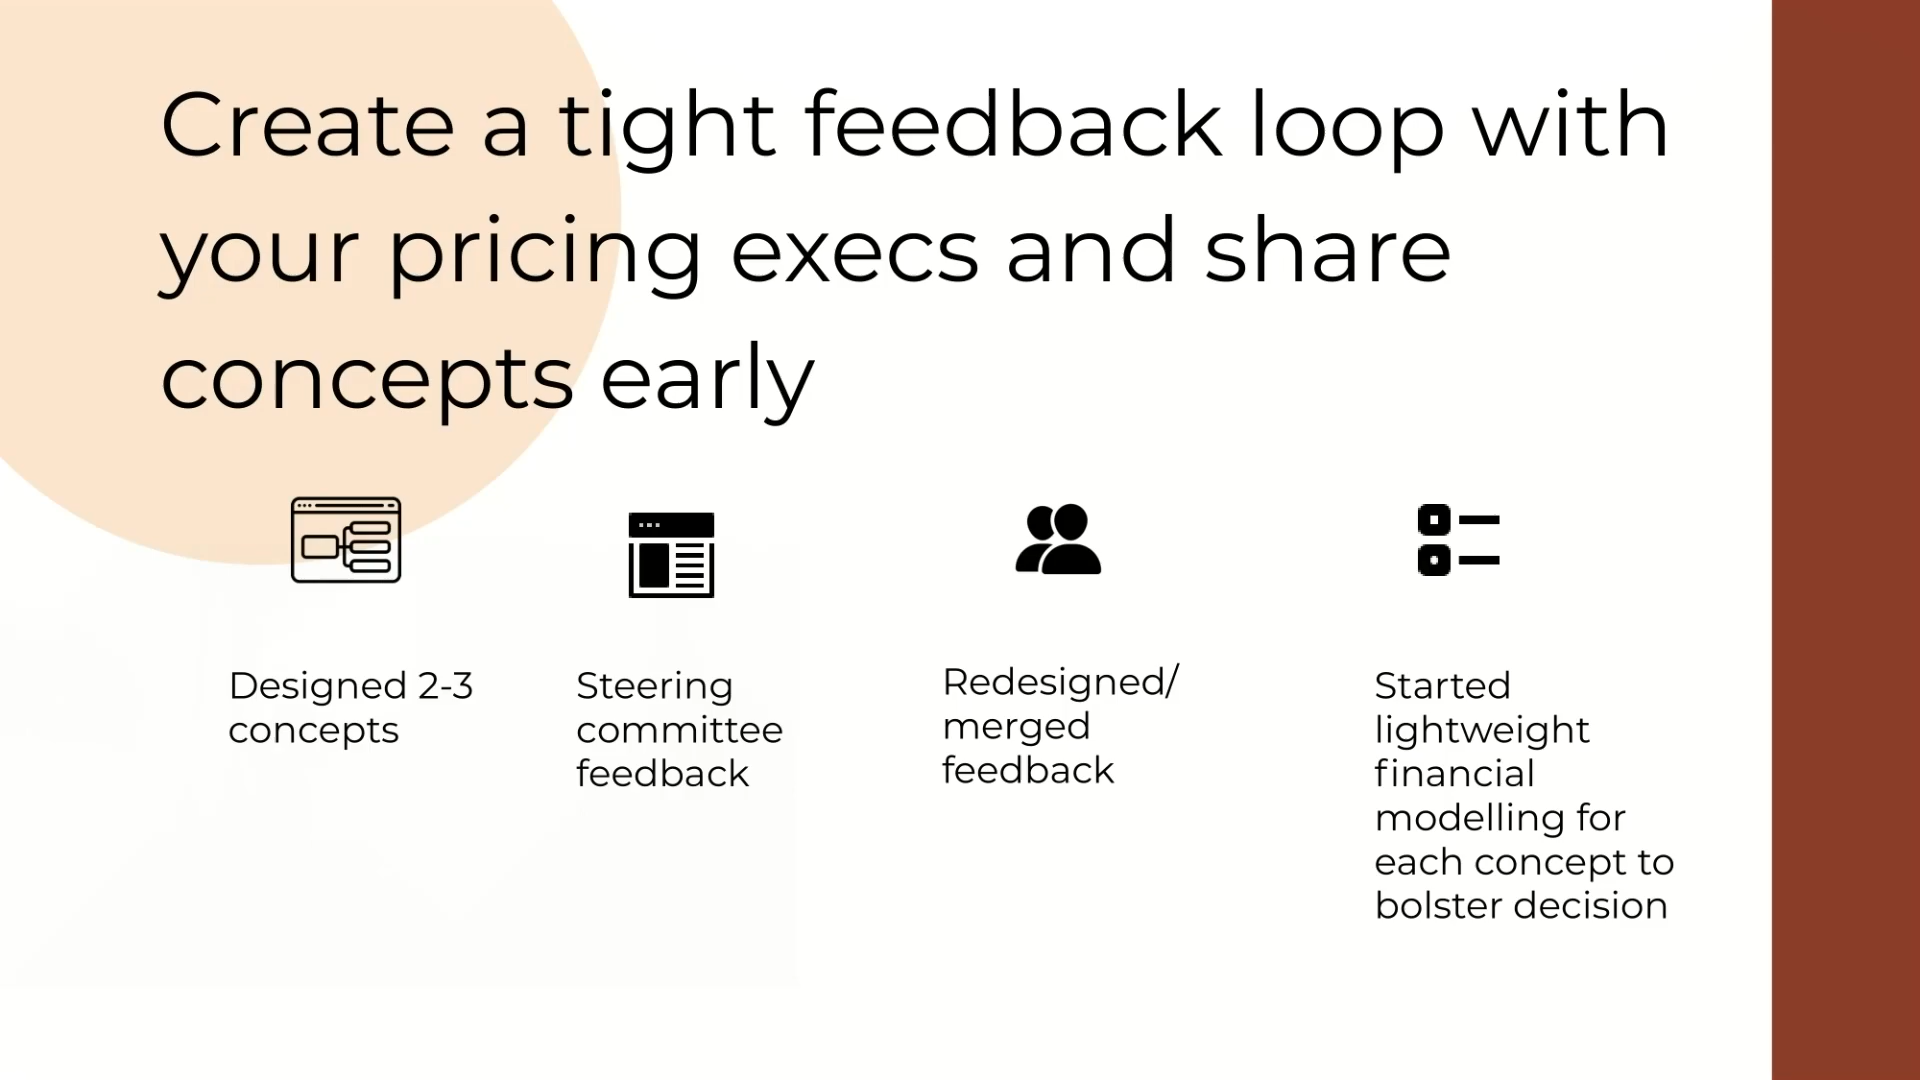 Create a tight feedback loop with
your pricing execs and share
concepts early
Designed 2-3
concepts
Steering
committee
feedback
Redesigned/
merged
feedback
Started
lightweight
financial
modelling for
each concept to
bolster decision